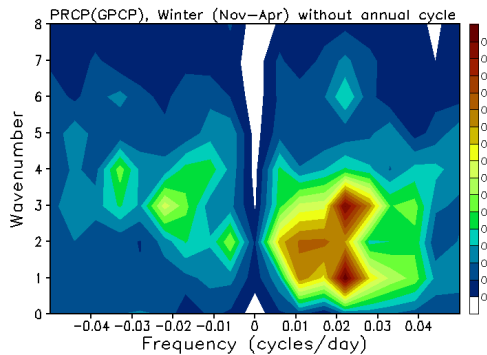 PRCP(GPCP), Winter (Nov-Apr) without annual cycle
8
7
6
5
4
3
2
1
0
Wavenumber
-0.04 -0.03 -0.02 -0.01 0 0.01 0.02 0.03 0.04
Frequency (cycles/day)